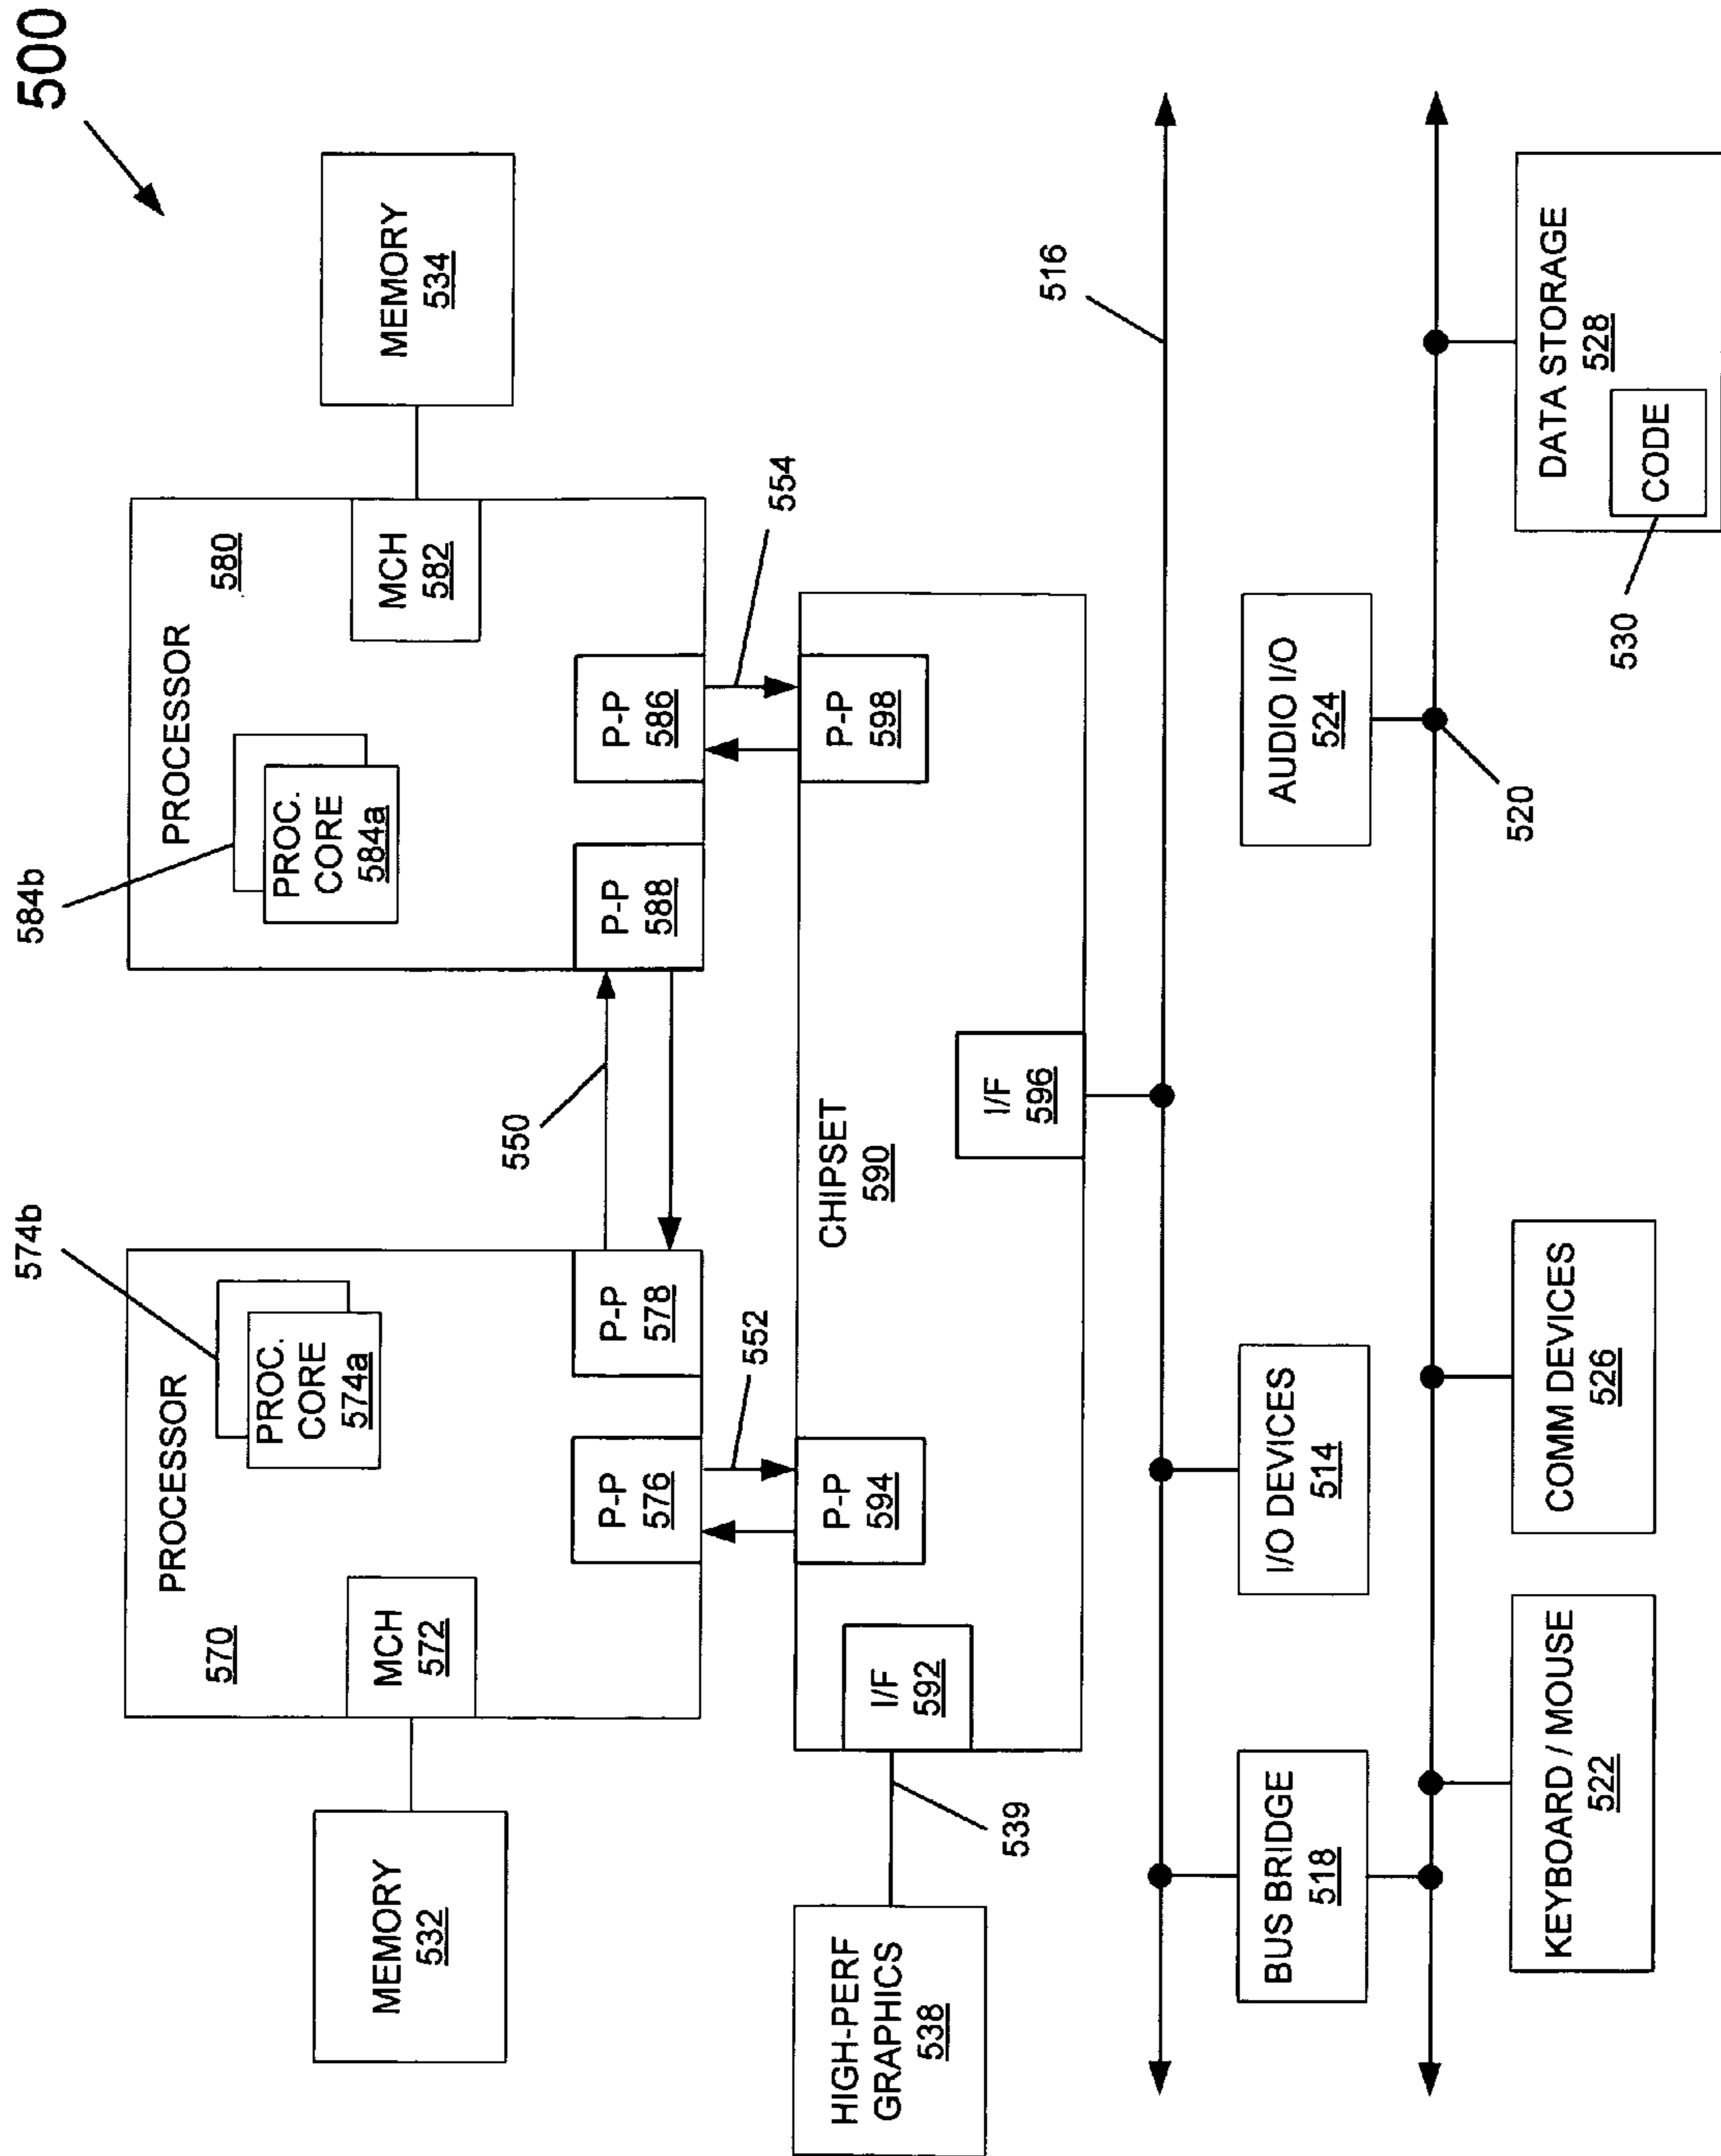 500
574b
584b
PROCESSOR
570
PROC.
CORE
574a
MCH
572
P-P
576
P-P
578
MEMORY
532
550
PROCESSOR
580
PROC.
CORE
584a
MCH
582
P-P
588
P-P
586
MEMORY
534
552
554
HIGH-PERF
GRAPHICS
538
539
CHIPSET
590
I/F
592
P-P
594
P-P
598
I/F
596
516
BUS BRIDGE
518
I/O DEVICES
514
AUDIO I/O
524
520
KEYBOARD / MOUSE
522
COMM DEVICES
526
DATA STORAGE
528
CODE
530